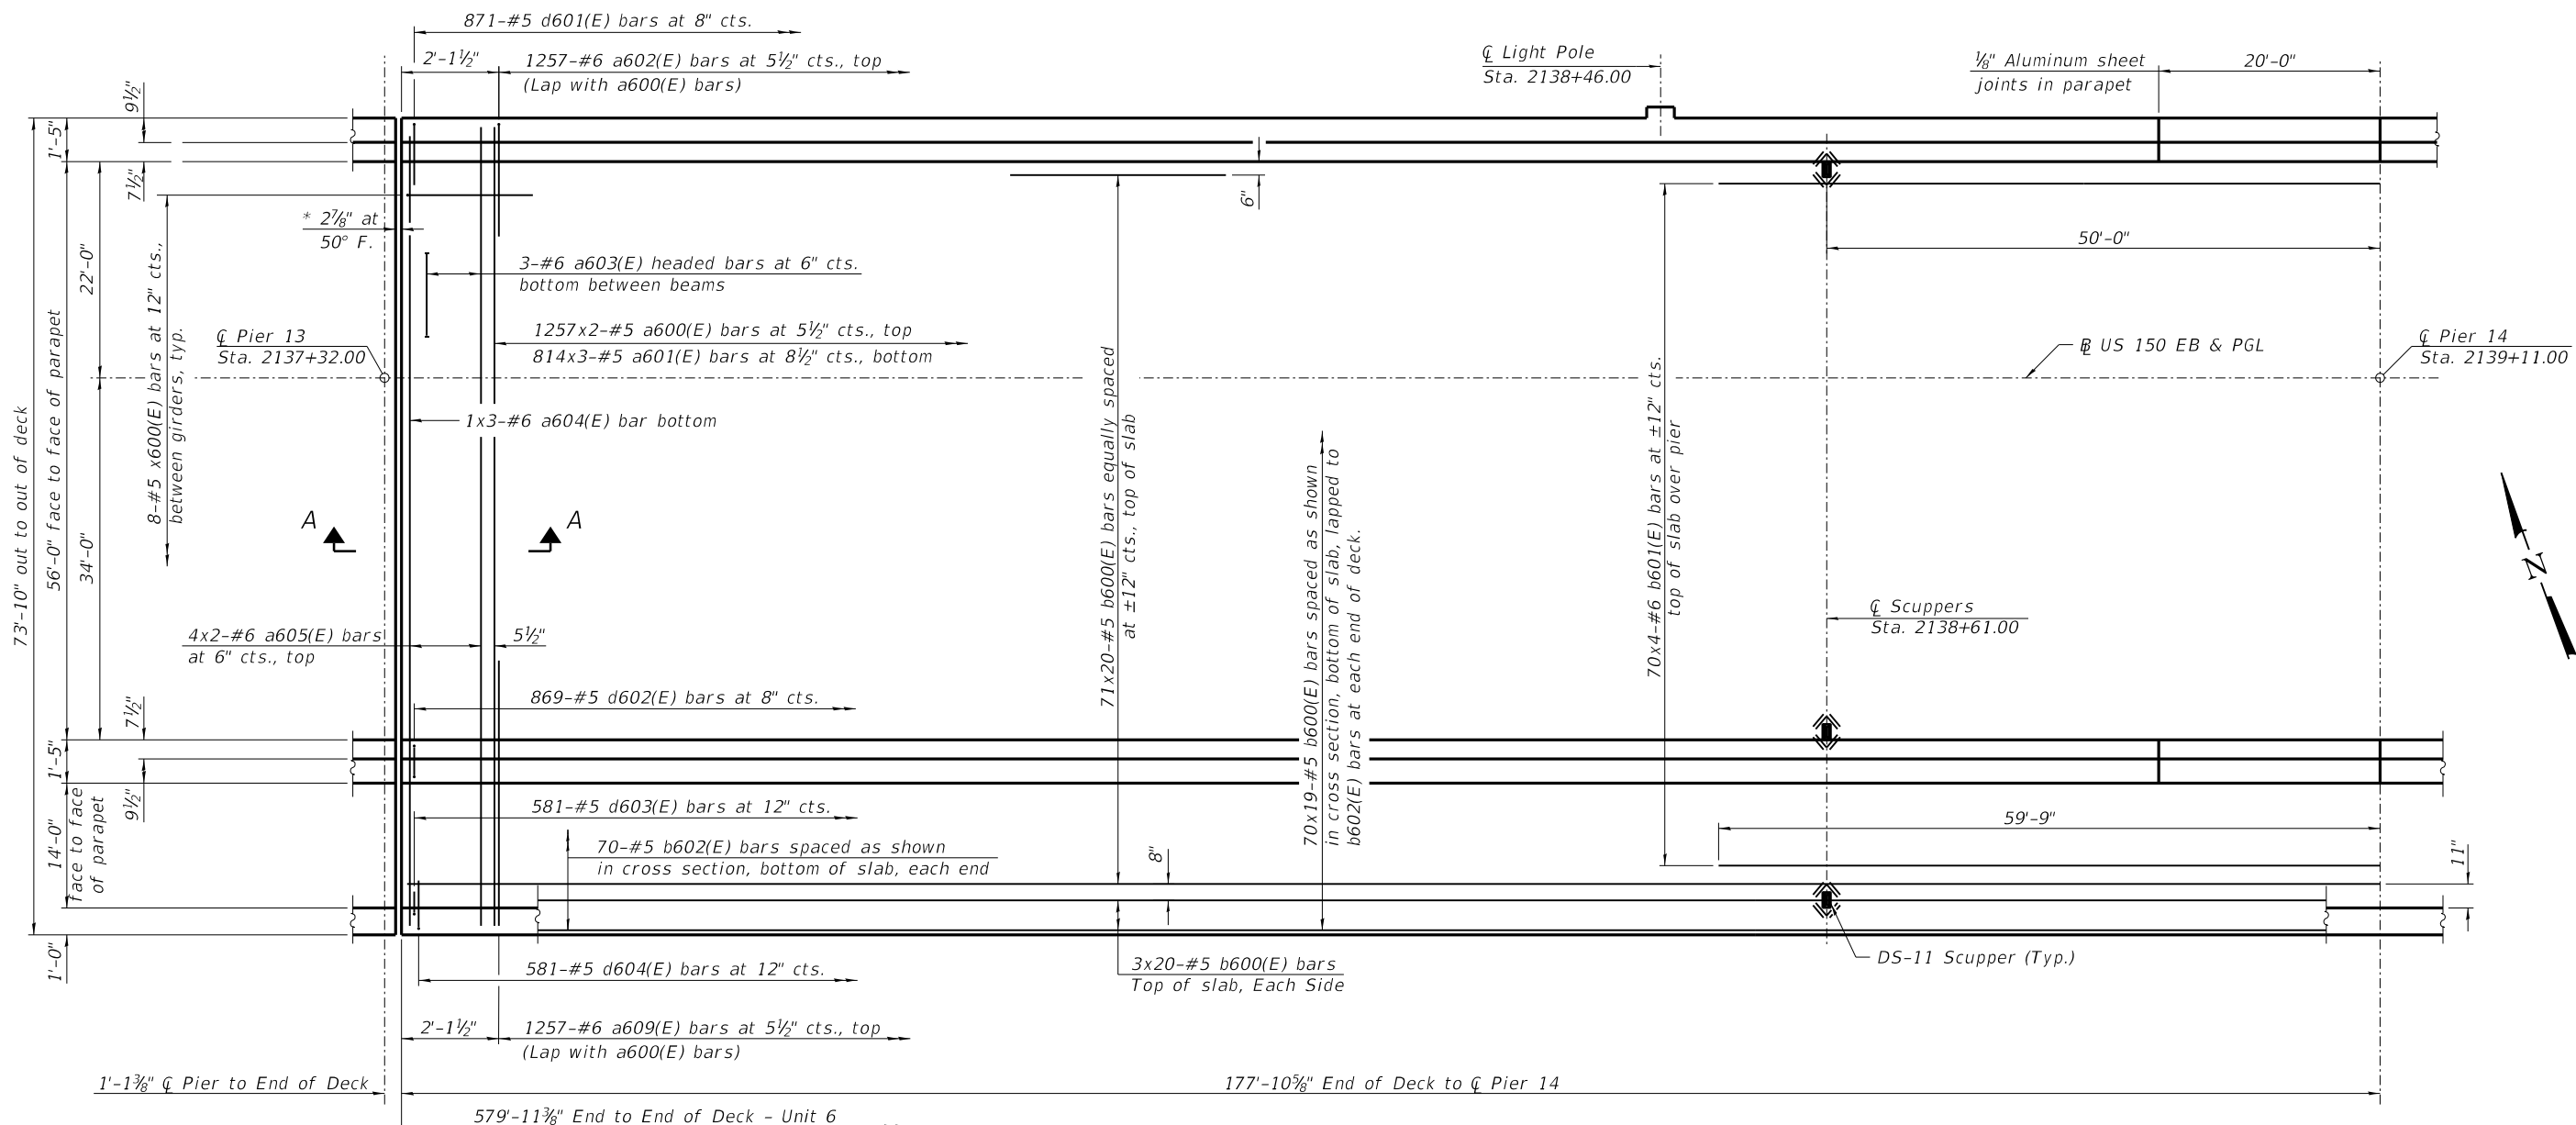 871-#5 d601(E) bars at 8" cts.
2'-1½"
1257-#6 a602(E) bars at 5½" cts., top
(Lap with a600(E) bars)
℄ Light Pole
Sta. 2138+46.00
⅛" Aluminum sheet
joints in parapet
20'-0"
9½"
1'-5"
7½"
6"
* 2⅞" at
50° F.
22'-0"
50'-0"
3-#6 a603(E) headed bars at 6" cts.
bottom between beams
8-#5 x600(E) bars at 12" cts.,
between girders, typ.
℄ Pier 13
Sta. 2137+32.00
1257x2-#5 a600(E) bars at 5½" cts., top
814x3-#5 a601(E) bars at 8½" cts., bottom
B̵L US 150 EB & PGL
℄ Pier 14
Sta. 2139+11.00
73'-10" out to out of deck
56'-0" face to face of parapet
34'-0"
1x3-#6 a604(E) bar bottom
71x20-#5 b600(E) bars equally spaced
at ±12" cts., top of slab
70x19-#5 b600(E) bars spaced as shown
in cross section, bottom of slab, lapped to
b602(E) bars at each end of deck.
70x4-#6 b601(E) bars at ±12" cts.
top of slab over pier
A
A
N
℄ Scuppers
Sta. 2138+61.00
4x2-#6 a605(E) bars
at 6" cts., top
5½"
869-#5 d602(E) bars at 8" cts.
7½"
1'-5"
9½"
14'-0"
face to face
of parapet
581-#5 d603(E) bars at 12" cts.
70-#5 b602(E) bars spaced as shown
in cross section, bottom of slab, each end
8"
59'-9"
11"
1'-0"
581-#5 d604(E) bars at 12" cts.
3x20-#5 b600(E) bars
Top of slab, Each Side
DS-11 Scupper (Typ.)
2'-1½"
1257-#6 a609(E) bars at 5½" cts., top
(Lap with a600(E) bars)
1'-1⅜" ℄ Pier to End of Deck
177'-10⅝" End of Deck to ℄ Pier 14
579'-11⅜" End to End of Deck - Unit 6